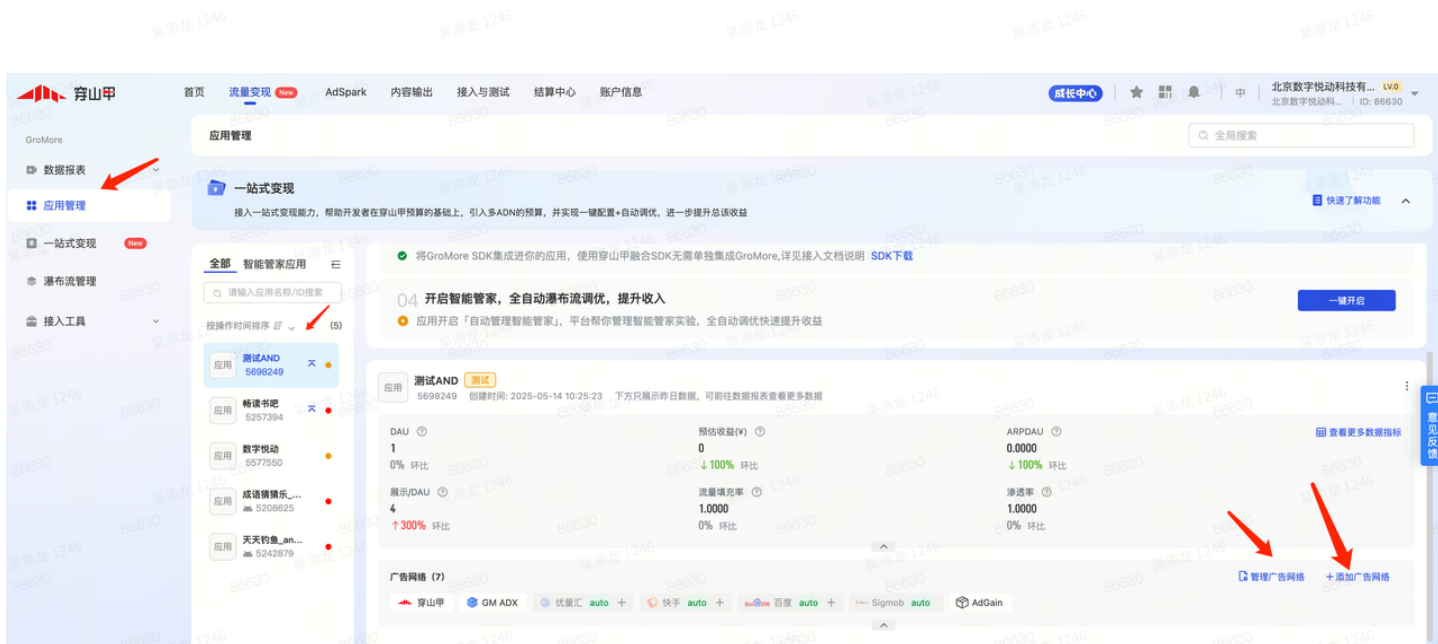 穿山甲
首页 流量变现 New AdSpark 内容输出 接入与测试 结算中心 账户信息
成长中心 中 北京数字悦动科技有... LV.0
北京数字悦动科... | ID: 86630
GroMore
应用管理
全局搜索
数据报表
应用管理
一站式变现 New
瀑布流管理
接入工具
一站式变现
接入一站式变现能力，帮助开发者在穿山甲预算的基础上，引入多ADN的预算，并实现一键配置+自动调优，进一步提升总该收益
快速了解功能
全部 智能管家应用
请输入应用名称/ID搜索
按操作时间排序 (5)
应用 测试AND
5698249
应用 畅读书吧
5257394
应用 数字悦动
5577550
应用 成语猜猜乐_...
5208625
应用 天天钓鱼_an...
5242879
将GroMore SDK集成进你的应用，使用穿山甲融合SDK无需单独集成GroMore,详见接入文档说明 SDK下载
04 开启智能管家，全自动瀑布流调优，提升收入
应用开启「自动管理智能管家」，平台帮你管理智能管家实验，全自动调优快速提升收益
一键开启
应用 测试AND 测试
5698249 创建时间: 2025-05-14 10:25:23 下方只展示昨日数据，可前往数据报表查看更多数据
DAU 预估收益(¥) ARPDAU 查看更多数据指标
1 0 0.0000
0% 环比 ↓100% 环比 ↓100% 环比
展示/DAU 流量填充率 渗透率
4 1.0000 1.0000
↑300% 环比 0% 环比 0% 环比
广告网络 (7) 管理广告网络 +添加广告网络
穿山甲 GM ADX 优量汇 auto + 快手 auto + Baidu百度 百度 auto + Sigmob auto AdGain
意见反馈
吴添龙 1246
86630